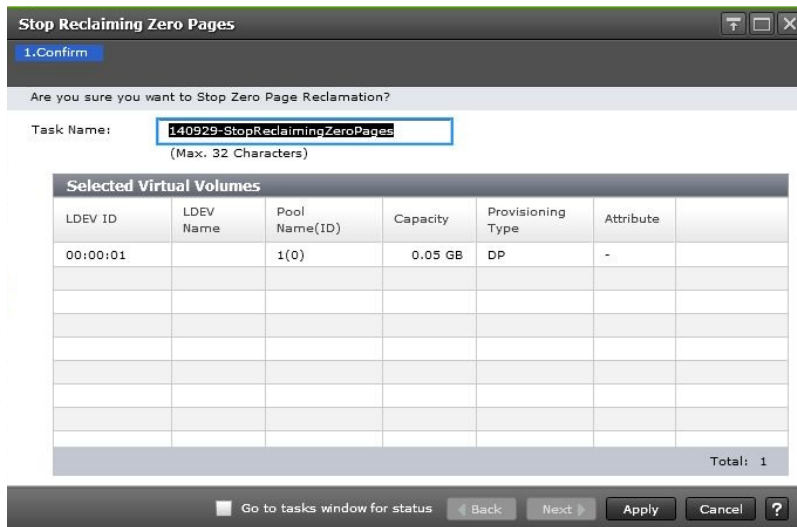 Stop Reclaiming Zero Pages
1.Confirm
Are you sure you want to Stop Zero Page Reclamation?
Task Name: 140929-StopReclaimingZeroPages
(Max. 32 Characters)
Selected Virtual Volumes
LDEV ID LDEV Name Pool Name(ID) Capacity Provisioning Type Attribute
00:00:01 1(0) 0.05 GB DP -
Total: 1
Go to tasks window for status Back Next Apply Cancel ?